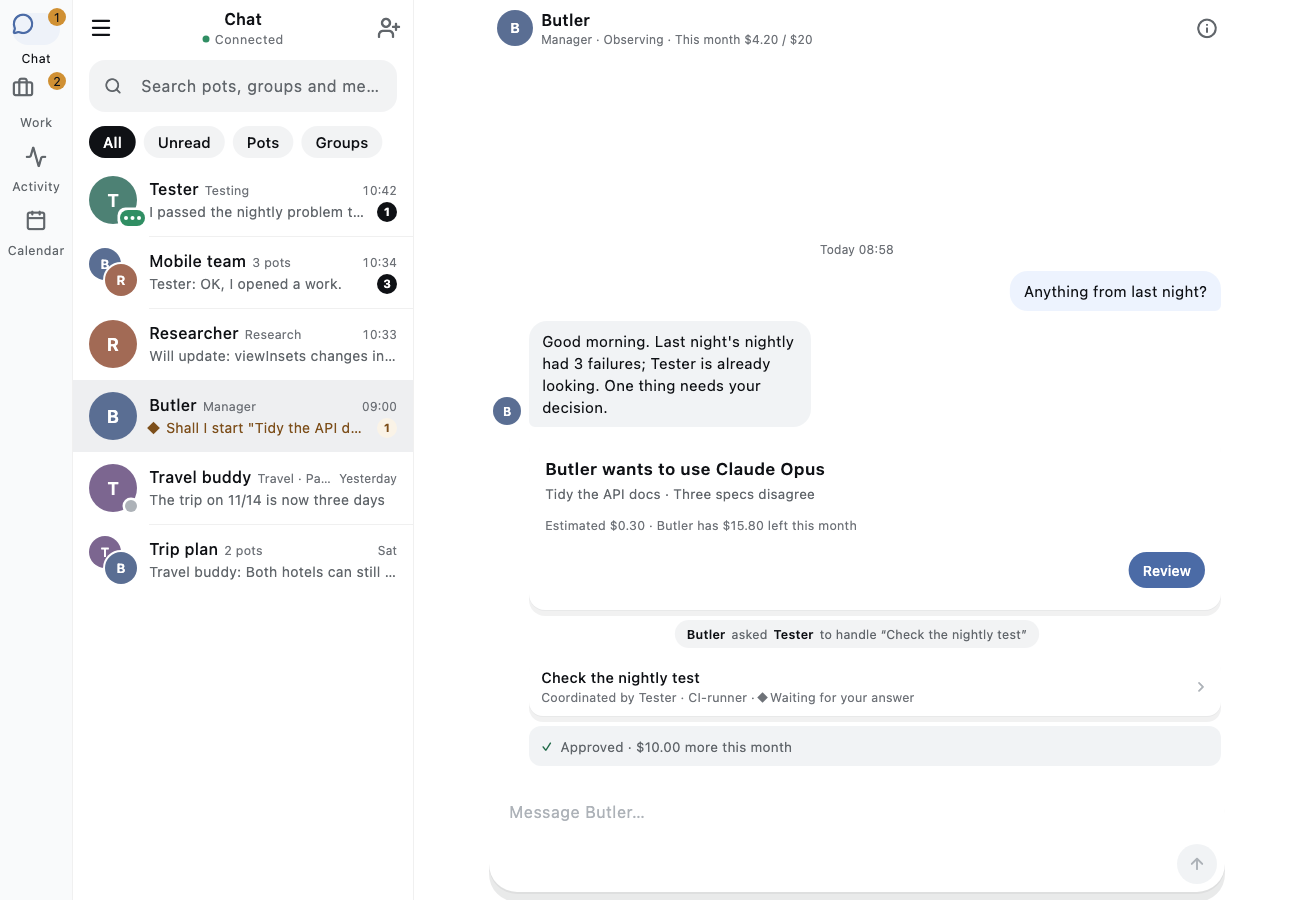 1
Chat
2
Work
Activity
Calendar
Chat
Connected
Search pots, groups and me...
All
Unread
Pots
Groups
T
Tester Testing 10:42
I passed the nightly problem t... 1
B
R
Mobile team 3 pots 10:34
Tester: OK, I opened a work. 3
R
Researcher Research 10:33
Will update: viewInsets changes in...
B
Butler Manager 09:00
Shall I start "Tidy the API d... 1
T
Travel buddy Travel · Pa... Yesterday
The trip on 11/14 is now three days
T
B
Trip plan 2 pots Sat
Travel buddy: Both hotels can still ...
B
Butler
Manager · Observing · This month $4.20 / $20
Today 08:58
Anything from last night?
Good morning. Last night's nightly
had 3 failures; Tester is already
looking. One thing needs your
decision.
B
Butler wants to use Claude Opus
Tidy the API docs · Three specs disagree
Estimated $0.30 · Butler has $15.80 left this month
Review
Butler asked Tester to handle “Check the nightly test”
Check the nightly test
Coordinated by Tester · CI-runner · ◆ Waiting for your answer
Approved · $10.00 more this month
Message Butler...